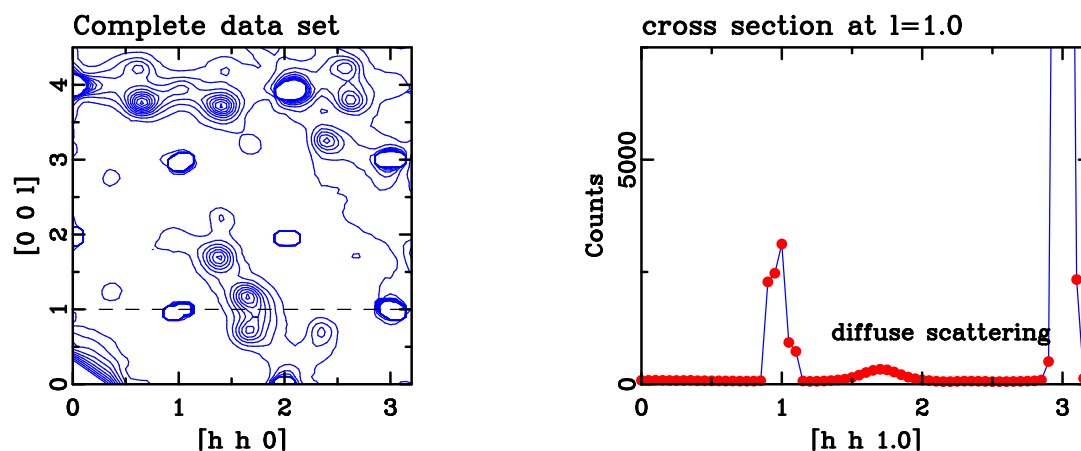 Complete data set
4
3
2
1
0
[0 0 l]
0 1 2 3
[h h 0]
cross section at l=1.0
5000
0
Counts
diffuse scattering
0 1 2 3
[h h 1.0]